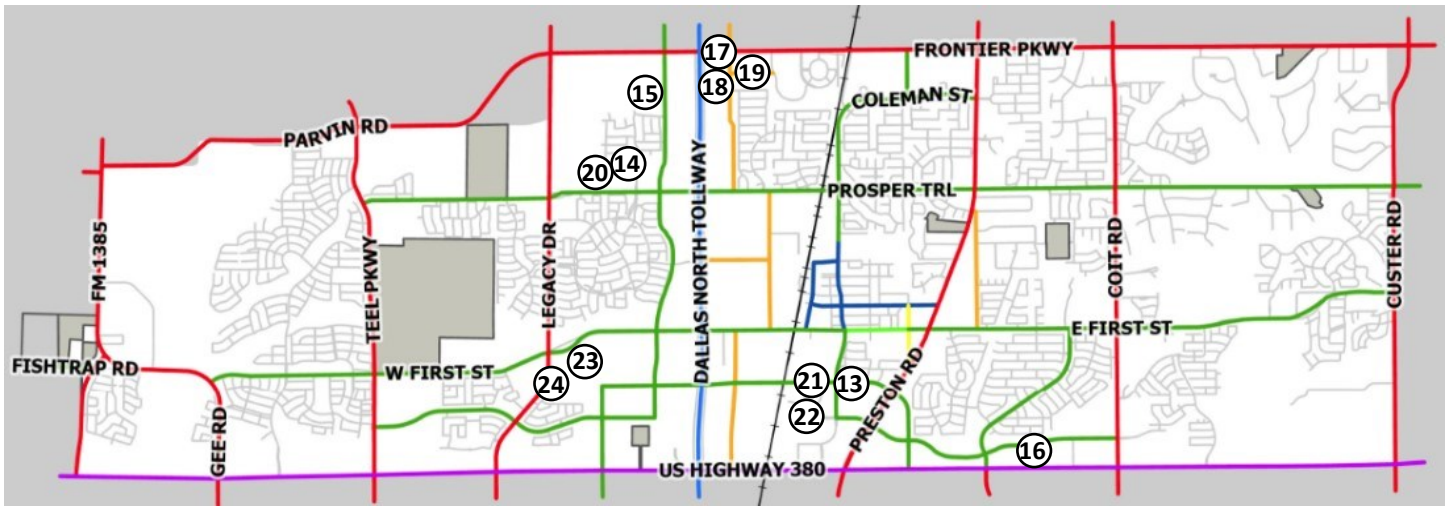 17
FRONTIER PKWY
19
18
15
COLEMAN ST
PARVIN RD
14
20
DALLAS NORTH TOLLWAY
PROSPER TRL
FM 1385
TEEL PKWY
LEGACY DR
COIT RD
CUSTER RD
E FIRST ST
23
FISHTRAP RD
W FIRST ST
24
21
13
PRESTON RD
22
GEE RD
16
US HIGHWAY 380